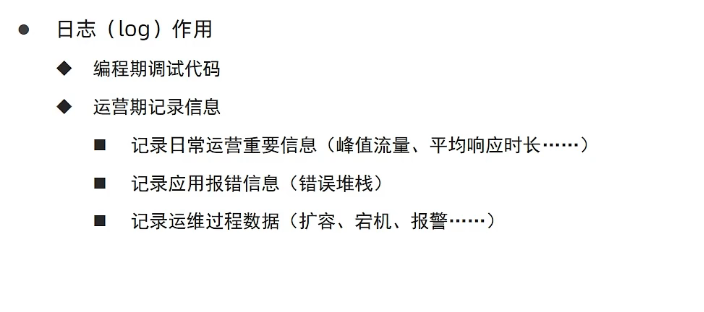 日志（log）作用
编程期调试代码
运营期记录信息
记录日常运营重要信息（峰值流量、平均响应时长……）
记录应用报错信息（错误堆栈）
记录运维过程数据（扩容、宕机、报警……）